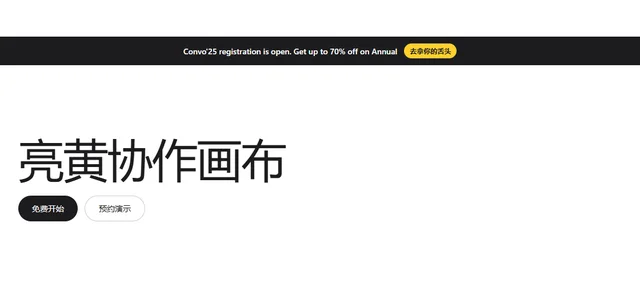 Convo'25 registration is open. Get up to 70% off on Annual 去拿你的舌头
亮黄协作画布
免费开始 预约演示